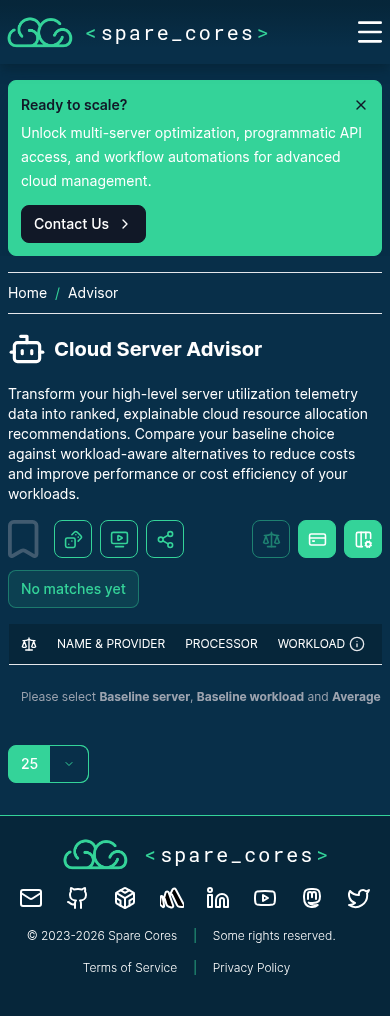 <spare_cores>
Ready to scale?
Unlock multi-server optimization, programmatic API
access, and workflow automations for advanced
cloud management.
Contact Us
Home / Advisor
Cloud Server Advisor
Transform your high-level server utilization telemetry
data into ranked, explainable cloud resource allocation
recommendations. Compare your baseline choice
against workload-aware alternatives to reduce costs
and improve performance or cost efficiency of your
workloads.
No matches yet
NAME & PROVIDER PROCESSOR WORKLOAD
Please select Baseline server, Baseline workload and Average
25
<spare_cores>
© 2023-2026 Spare Cores | Some rights reserved.
Terms of Service | Privacy Policy